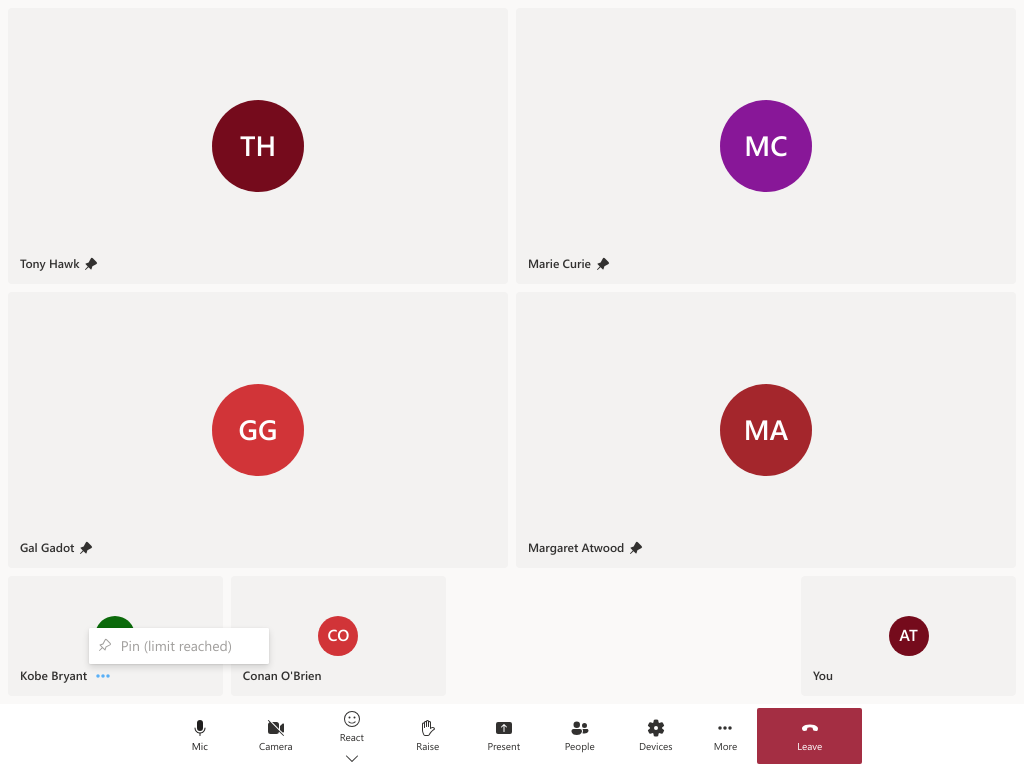 TH
Tony Hawk
MC
Marie Curie
GG
Gal Gadot
MA
Margaret Atwood
Pin (limit reached)
Kobe Bryant
CO
Conan O'Brien
AT
You
Mic
Camera
React
Raise
Present
People
Devices
More
Leave